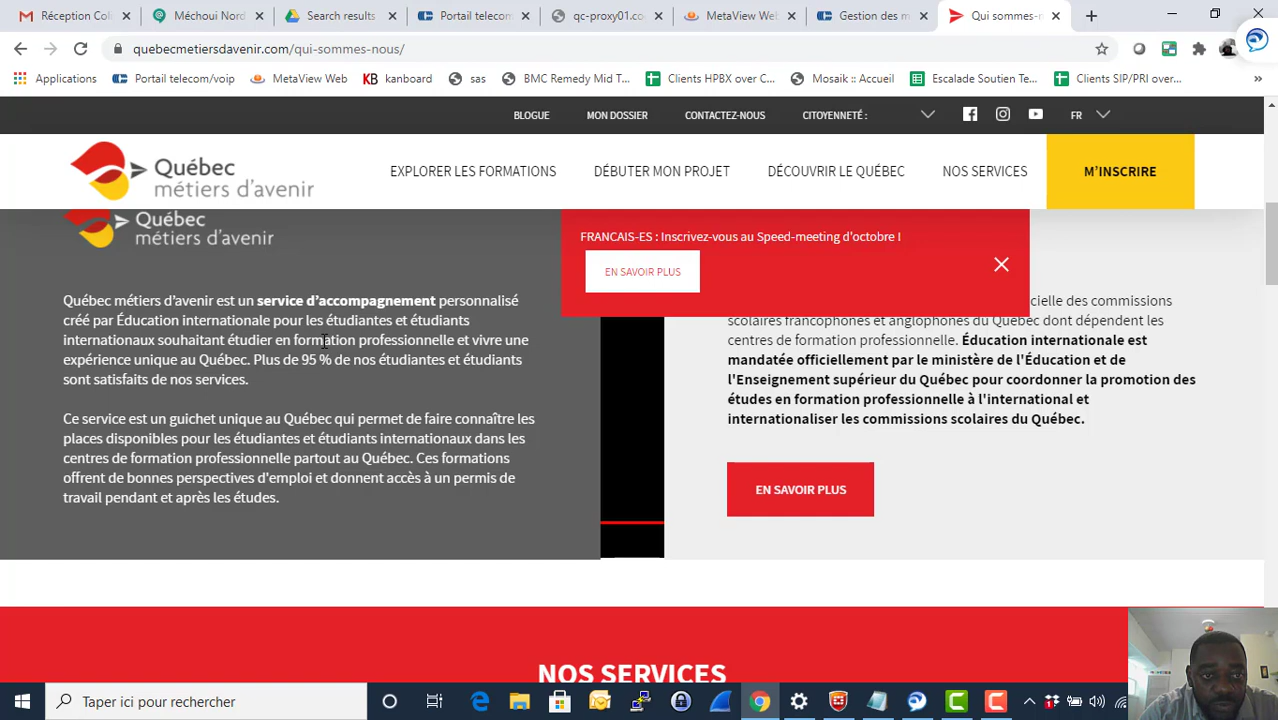 Réception Col
Méchoui Nord
Search results
Portail telecom
qc-proxy01.co
MetaView Web
Gestion des m
Qui sommes-n
quebecmetiersdavenir.com/qui-sommes-nous/
Applications
Portail telecom/voip
MetaView Web
KB kanboard
sas
BMC Remedy Mid T...
Clients HPBX over C...
Mosaik :: Accueil
Escalade Soutien Te...
Clients SIP/PRI over...
»
BLOGUE
MON DOSSIER
CONTACTEZ-NOUS
CITOYENNETÉ :
FR
Québec
métiers d'avenir
EXPLORER LES FORMATIONS
DÉBUTER MON PROJET
DÉCOUVRIR LE QUÉBEC
NOS SERVICES
M'INSCRIRE
Québec
métiers d'avenir
FRANCAIS-ES : Inscrivez-vous au Speed-meeting d'octobre !
EN SAVOIR PLUS
Québec métiers d'avenir est un service d'accompagnement personnalisé
créé par Éducation internationale pour les étudiantes et étudiants
internationaux souhaitant étudier en formation professionnelle et vivre une
expérience unique au Québec. Plus de 95 % de nos étudiantes et étudiants
sont satisfaits de nos services.
Ce service est un guichet unique au Québec qui permet de faire connaître les
places disponibles pour les étudiantes et étudiants internationaux dans les
centres de formation professionnelle partout au Québec. Ces formations
offrent de bonnes perspectives d'emploi et donnent accès à un permis de
travail pendant et après les études.
cielle des commissions
scolaires francophones et anglophones du Québec dont dépendent les
centres de formation professionnelle. Éducation internationale est
mandatée officiellement par le ministère de l'Éducation et de
l'Enseignement supérieur du Québec pour coordonner la promotion des
études en formation professionnelle à l'international et
internationaliser les commissions scolaires du Québec.
EN SAVOIR PLUS
NOS SERVICES
Taper ici pour rechercher